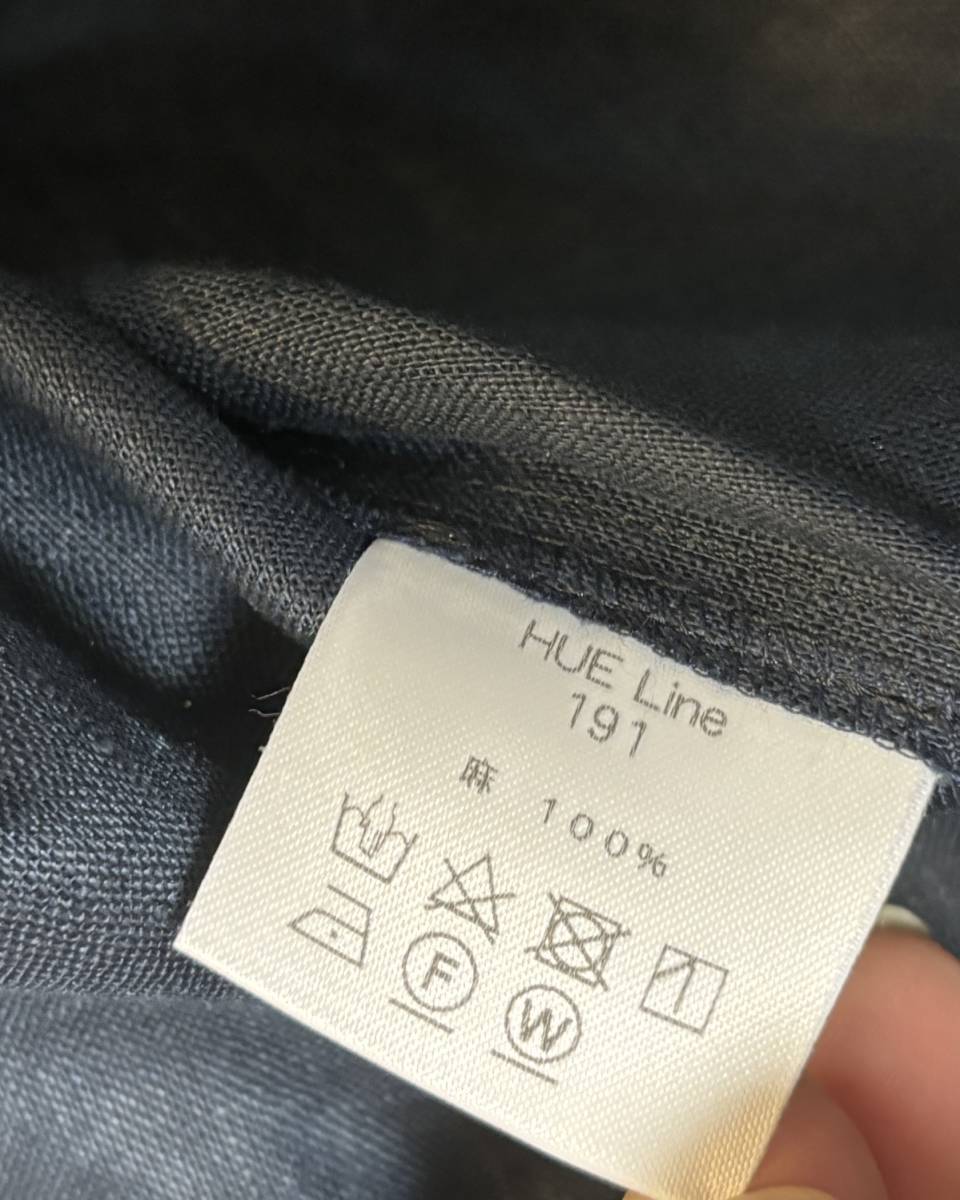 HUE Line
191
麻 100%
F
W